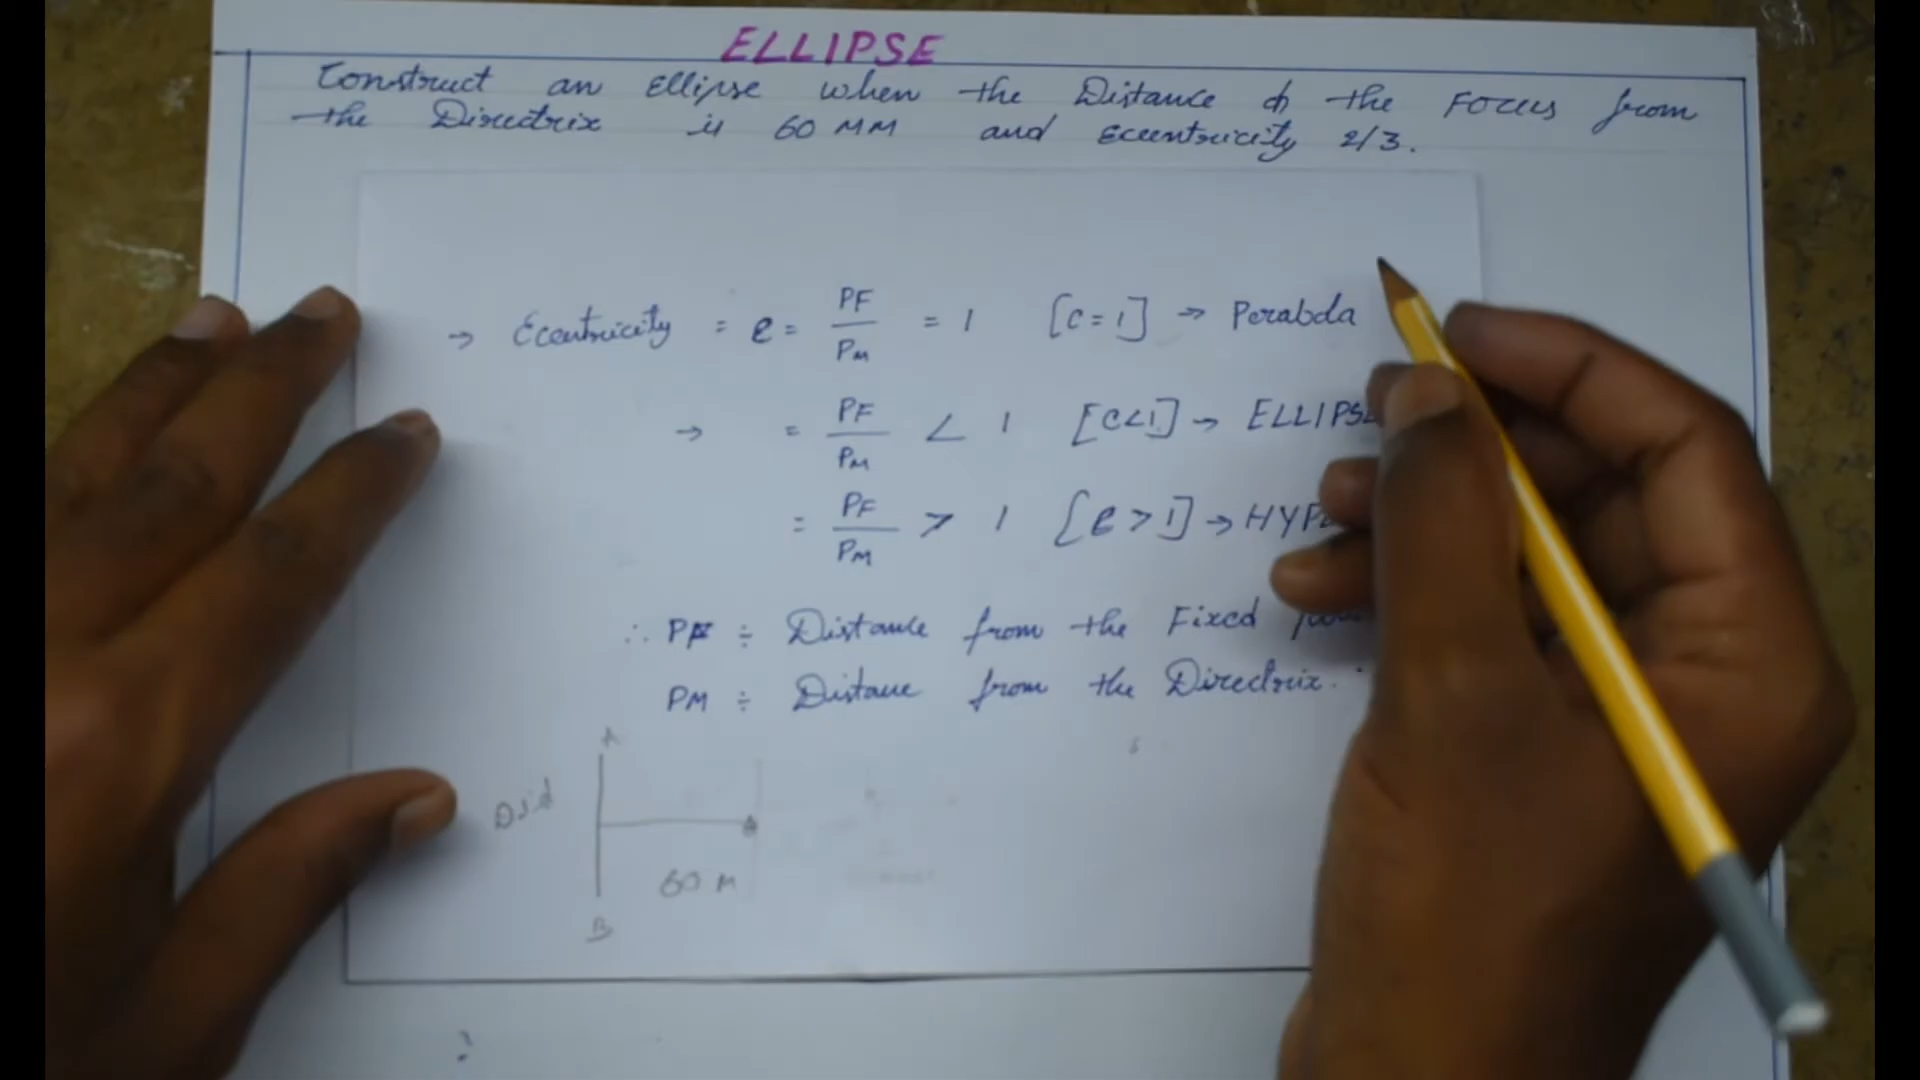 ELLIPSE
Construct an Ellipse when the Distance of the Focus from
the Directrix is 60 MM and Eccentricity 2/3.
→ Eccentricity = e = PF/PM = 1 [e=1] → Perabola
→ = PF/PM < 1 [e<1] → ELLIPSE
= PF/PM > 1 [e>1] → HYPE
∴ PF ÷ Distance from the Fixed
PM ÷ Distance from the Directrix.
A
60 M
B